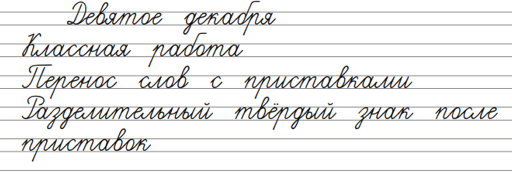 Девятое декабря
Классная работа
Перенос слов с приставками
Разделительный твёрдый знак после
приставок